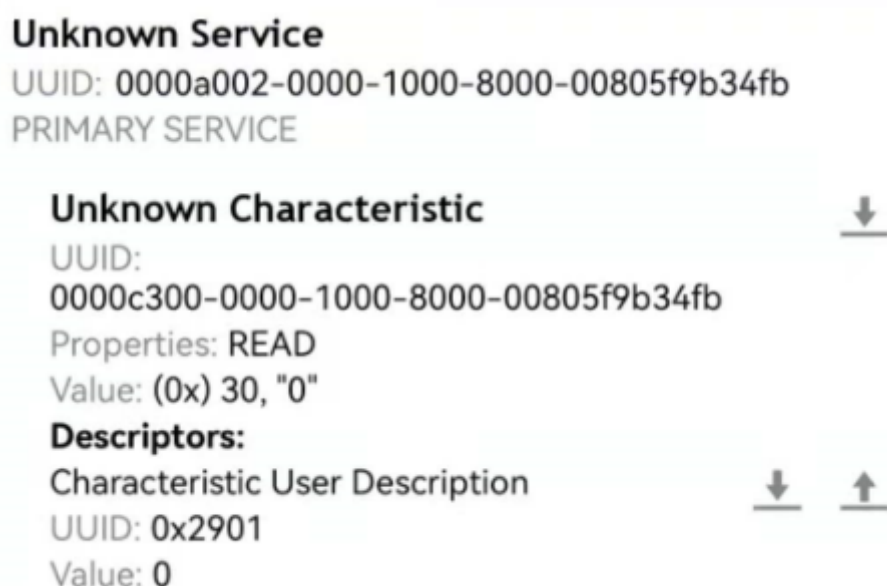 Unknown Service
UUID: 0000a002-0000-1000-8000-00805f9b34fb
PRIMARY SERVICE
Unknown Characteristic
UUID:
0000c300-0000-1000-8000-00805f9b34fb
Properties: READ
Value: (0x) 30, "0"
Descriptors:
Characteristic User Description
UUID: 0x2901
Value: 0